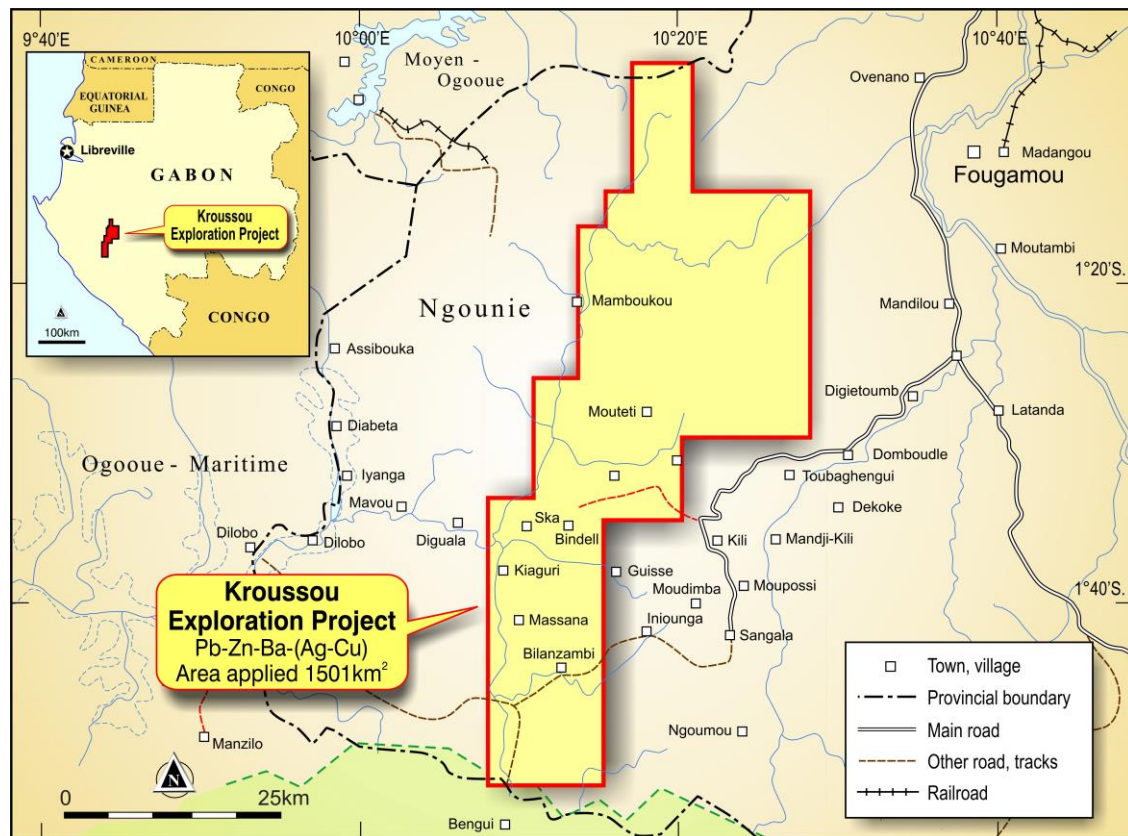 9°40'E
10°00'E
10°20'E
10°40'E
CAMEROON
EQUATORIAL
GUINEA
CONGO
Libreville
GABON
Kroussou
Exploration Project
CONGO
100km
Moyen -
Ogooue
Ovenano
Madangou
Fougamou
Moutambi
1°20'S.
Ngounie
Mamboukou
Mandilou
Assibouka
Digietoumb
Mouteti
Latanda
Diabeta
Ogooue - Maritime
Domboudle
Iyanga
Toubaghengui
Mavou
Dekoke
Ska
Diguala
Bindell
Dilobo
Dilobo
Kili
Mandji-Kili
Kiaguri
Guisse
Moudimba
Moupossi
1°40'S.
Kroussou
Exploration Project
Pb-Zn-Ba-(Ag-Cu)
Area applied 1501km²
Massana
Iniounga
Sangala
Bilanzambi
Manzilo
Ngoumou
N
0
25km
Bengui
Town, village
Provincial boundary
Main road
Other road, tracks
Railroad